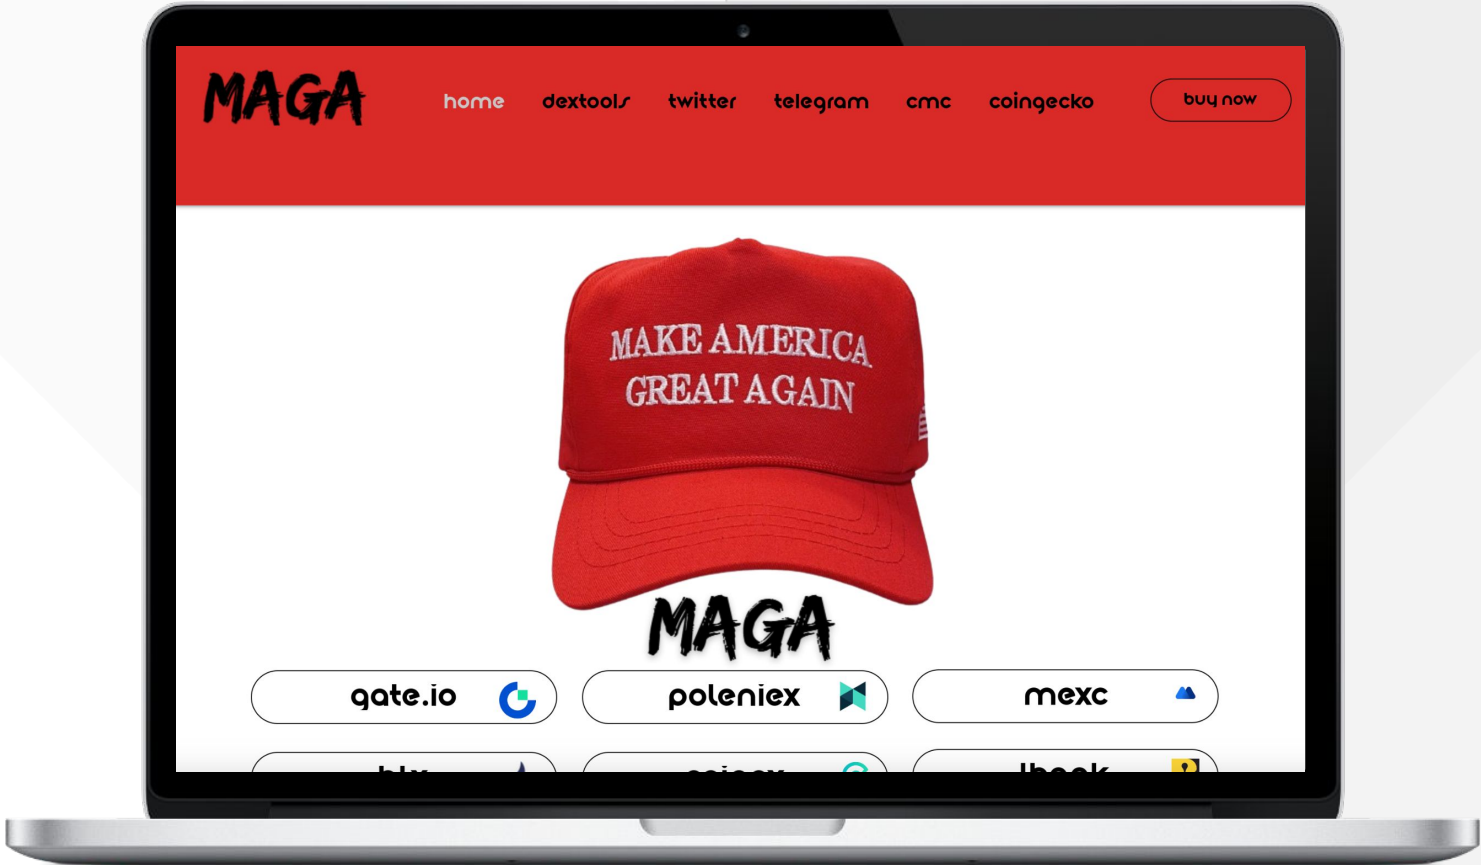 MAGA
home dextools twitter telegram cmc coingecko buy now
MAKE AMERICA
GREAT AGAIN
MAGA
gate.io poleniex mexc